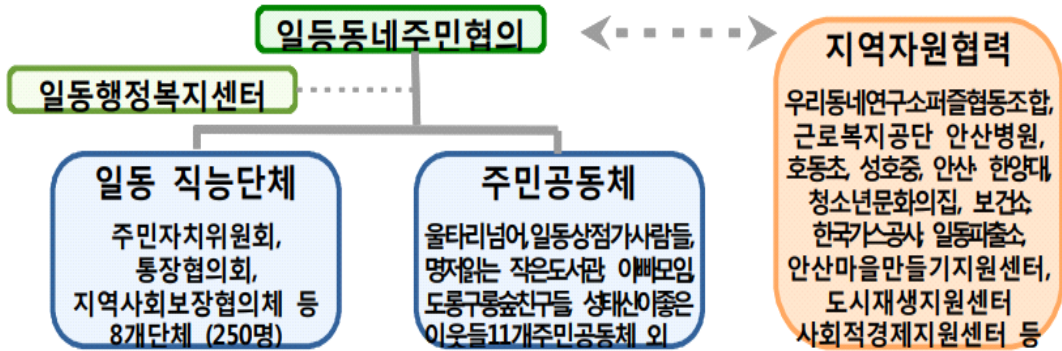 일등동네주민협의
일동행정복지센터
일동 직능단체
주민자치위원회,
통장협의회,
지역사회보장협의체 등
8개단체 (250명)
주민공동체
울타리넘어,일동상점가사람들,
명저읽는 작은도서관, 아빠모임,
도롱구롱숲친구들, 성태산이좋은
이웃들11개주민공동체 외
지역자원협력
우리동네연구소퍼즐협동조합,
근로복지공단 안산병원,
호동초, 성호중, 안산· 한양대,
청소년문화의집, 보건소,
한국가스공사, 일동파출소,
안산마을만들기지원센터,
도시재생지원센터
사회적경제지원센터 등